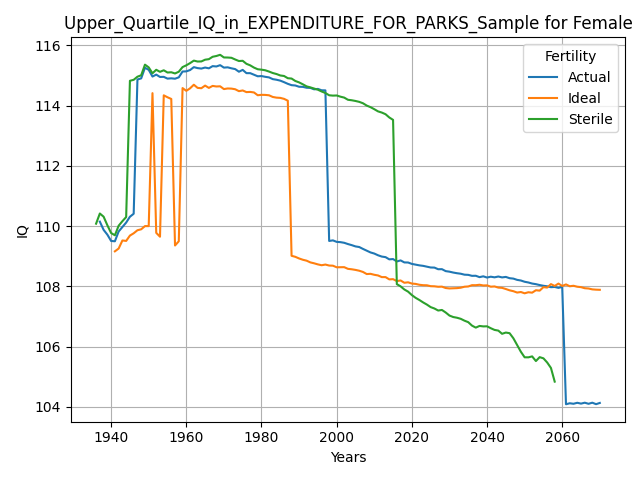 Upper_Quartile_IQ_in_EXPENDITURE_FOR_PARKS_Sample for Female
Fertility
Actual
Ideal
Sterile
116
114
112
110
108
106
104
IQ
1940 1960 1980 2000 2020 2040 2060
Years